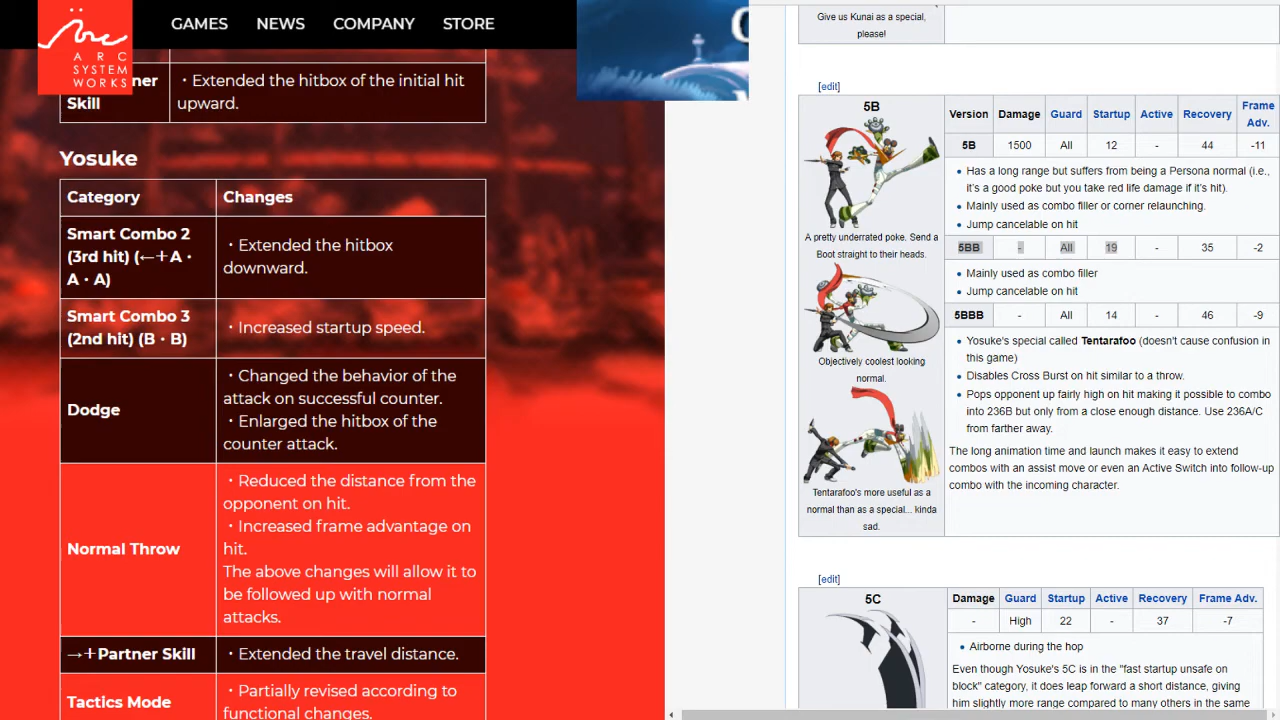 GAMES NEWS COMPANY STORE
A R C
SYSTEM
WORKS
ner
Skill
・Extended the hitbox of the initial hit
upward.
Yosuke
Category Changes
Smart Combo 2
(3rd hit) (←+A・
A・A)
・Extended the hitbox
downward.
Smart Combo 3
(2nd hit) (B・B)
・Increased startup speed.
Dodge
・Changed the behavior of the
attack on successful counter.
・Enlarged the hitbox of the
counter attack.
Normal Throw
・Reduced the distance from the
opponent on hit.
・Increased frame advantage on
hit.
The above changes will allow it to
be followed up with normal
attacks.
→+Partner Skill ・Extended the travel distance.
Tactics Mode
・Partially revised according to
functional changes.
Give us Kunai as a special,
please!
[edit]
5B
A pretty underrated poke. Send a
Boot straight to their heads.
Objectively coolest looking
normal.
Tentarafoo's more useful as a
normal than as a special... kinda
sad.
Version Damage Guard Startup Active Recovery Frame
Adv.
5B 1500 All 12 - 44 -11
• Has a long range but suffers from being a Persona normal (i.e.,
it's a good poke but you take red life damage if it's hit).
• Mainly used as combo filler or corner relaunching.
• Jump cancelable on hit
5BB - All 19 - 35 -2
• Mainly used as combo filler
• Jump cancelable on hit
5BBB - All 14 - 46 -9
• Yosuke's special called Tentarafoo (doesn't cause confusion in
this game)
• Disables Cross Burst on hit similar to a throw.
• Pops opponent up fairly high on hit making it possible to combo
into 236B but only from a close enough distance. Use 236A/C
from farther away.
The long animation time and launch makes it easy to extend
combos with an assist move or even an Active Switch into follow-up
combo with the incoming character.
[edit]
5C
Damage Guard Startup Active Recovery Frame Adv.
- High 22 - 37 -7
• Airborne during the hop
Even though Yosuke's 5C is in the "fast startup unsafe on
block" category, it does leap forward a short distance, giving
him slightly more range compared to many others in the same